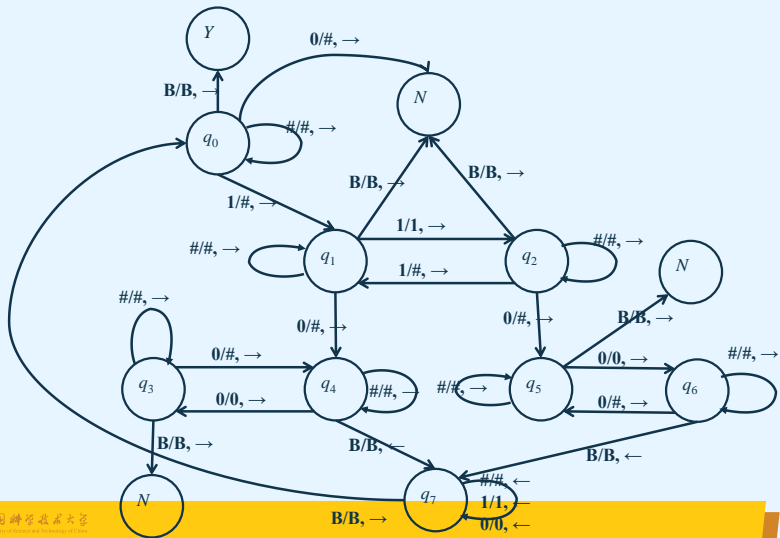 Y
0/#, →
B/B, →
N
q0
#/#, →
B/B, →
B/B, →
1/#, →
1/1, →
#/#, →
q1
q2
#/#, →
1/#, →
N
#/#, →
0/#, →
0/#, →
B/B, →
0/#, →
0/0, →
#/#, →
q3
q4
#/#, →
#/#, →
q5
q6
0/0, →
0/#, →
B/B, →
B/B, ←
B/B, ←
N
q7
#/#, ←
1/1, ←
0/0, ←
B/B, →